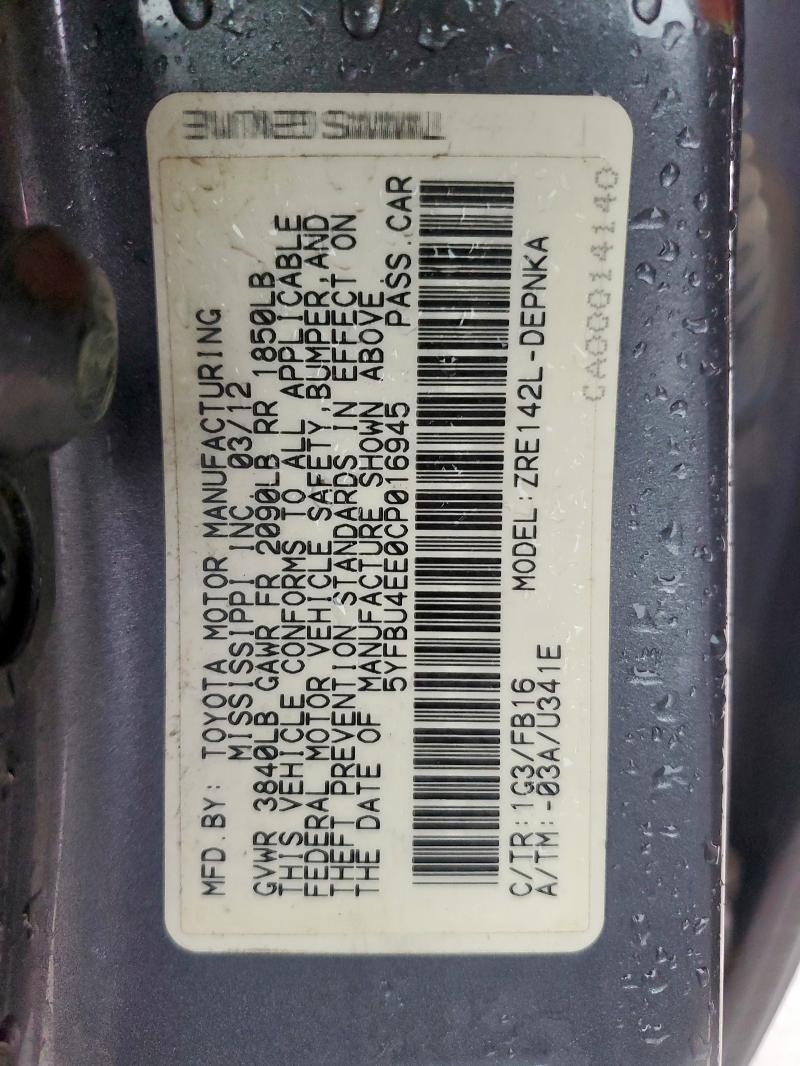 MFD.BY: TOYOTA MOTOR MANUFACTURING
MISSISSIPPI INC. 03/12
GVWR 3840LB GAWR FR 2090LB RR 1850LB
THIS VEHICLE CONFORMS TO ALL APPLICABLE
FEDERAL MOTOR VEHICLE SAFETY,BUMPER,AND
THEFT PREVENTION STANDARDS IN EFFECT ON
THE DATE OF MANUFACTURE SHOWN ABOVE
5YFBU4EE0CP016945 PASS.CAR
C/TR:1G3/FB16 MODEL:ZRE142L-DEPNKA
A/TM:-03A/U341E
CA00014140